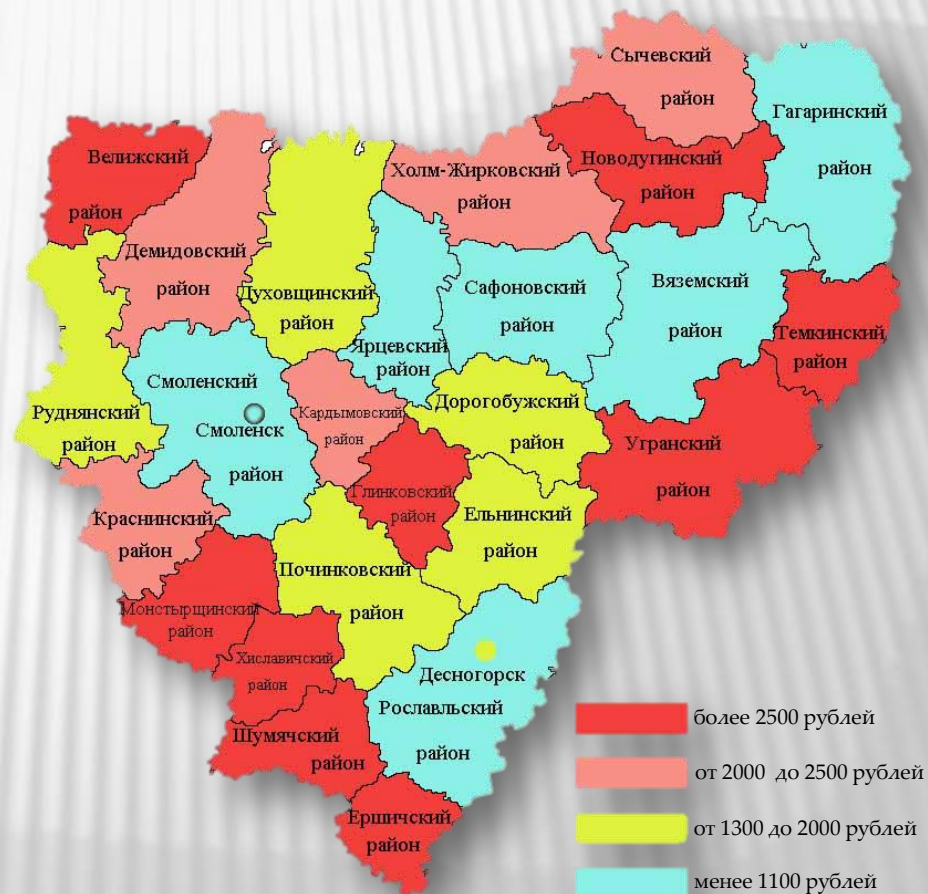 Сычевский
район
Гагаринский
район
Велижский
район
Холм-Жирковский
район
Новодугинский
район
Демидовский
район
Духовщинский
район
Сафоновский
район
Вяземский
район
Темкинский
район
Ярцевский
район
Смоленский
Смоленск
район
Руднянский
район
Кардымовский
район
Дорогобужский
район
Угранский
район
Глинковский
район
Ельнинский
район
Краснинский
район
Починковский
район
Монстырщинский
район
Хиславичский
район
Десногорск
Рославльский
район
Шумячский
район
Ершичский
район
более 2500 рублей
от 2000 до 2500 рублей
от 1300 до 2000 рублей
менее 1100 рублей